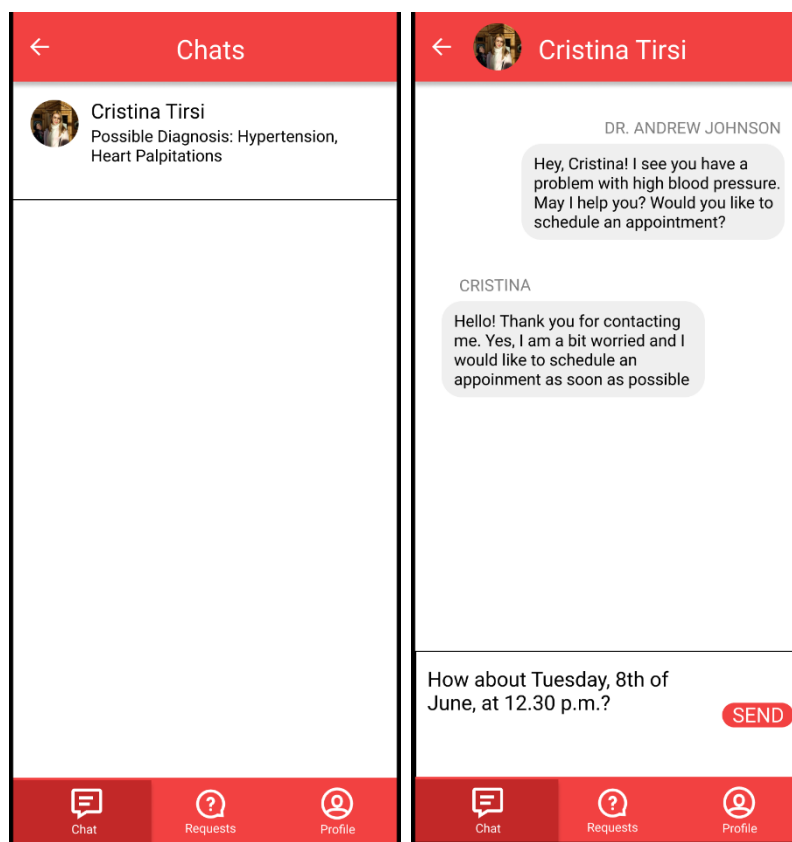 Chats
Cristina Tirsi
Possible Diagnosis: Hypertension,
Heart Palpitations
Chat
Requests
Profile
Cristina Tirsi
DR. ANDREW JOHNSON
Hey, Cristina! I see you have a
problem with high blood pressure.
May I help you? Would you like to
schedule an appointment?
CRISTINA
Hello! Thank you for contacting
me. Yes, I am a bit worried and I
would like to schedule an
appoinment as soon as possible
How about Tuesday, 8th of
June, at 12.30 p.m.?
SEND
Chat
Requests
Profile